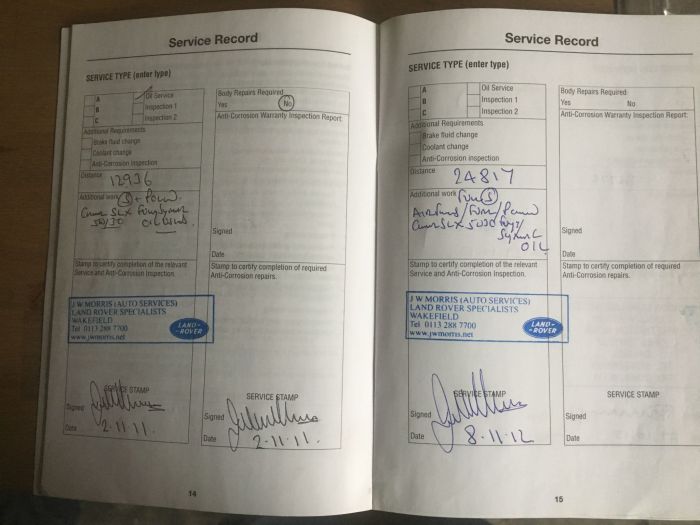 Service Record
SERVICE TYPE (enter type)
A
B
C
Oil Service
Inspection 1
Inspection 2
Additional Requirements
Brake fluid change
Coolant change
Anti-Corrosion inspection
Distance
12936
Additional work
5W/30
OIL USED.
Stamp to certify completion of the relevant
Service and Anti-Corrosion Inspection.
J W MORRIS (AUTO SERVICES)
LAND ROVER SPECIALISTS
WAKEFIELD
Tel 0113 288 7700
www.jwmorris.net
LAND-
ROVER
SERVICE STAMP
Signed
Date
2.11.11.
Body Repairs Required
Yes No
Anti-Corrosion Warranty Inspection Report:
Signed
Date
Stamp to certify completion of required
Anti-corrosion repairs.
SERVICE STAMP
Signed
Date
2.11.11.
14
Service Record
SERVICE TYPE (enter type)
A
B
C
Oil Service
Inspection 1
Inspection 2
Additional Requirements
Brake fluid change
Coolant change
Anti-Corrosion inspection
Distance
24817
Additional work
OIL
Stamp to certify completion of the relevant
Service and Anti-Corrosion Inspection.
J W MORRIS (AUTO SERVICES)
LAND ROVER SPECIALISTS
WAKEFIELD
Tel 0113 288 7700
www.jwmorris.net
LAND-
ROVER
SERVICE STAMP
Signed
Date
8.11.12
Body Repairs Required
Yes No
Anti-Corrosion Warranty Inspection Report:
Signed
Date
Stamp to certify completion of required
Anti-corrosion repairs.
SERVICE STAMP
Signed
Date
15